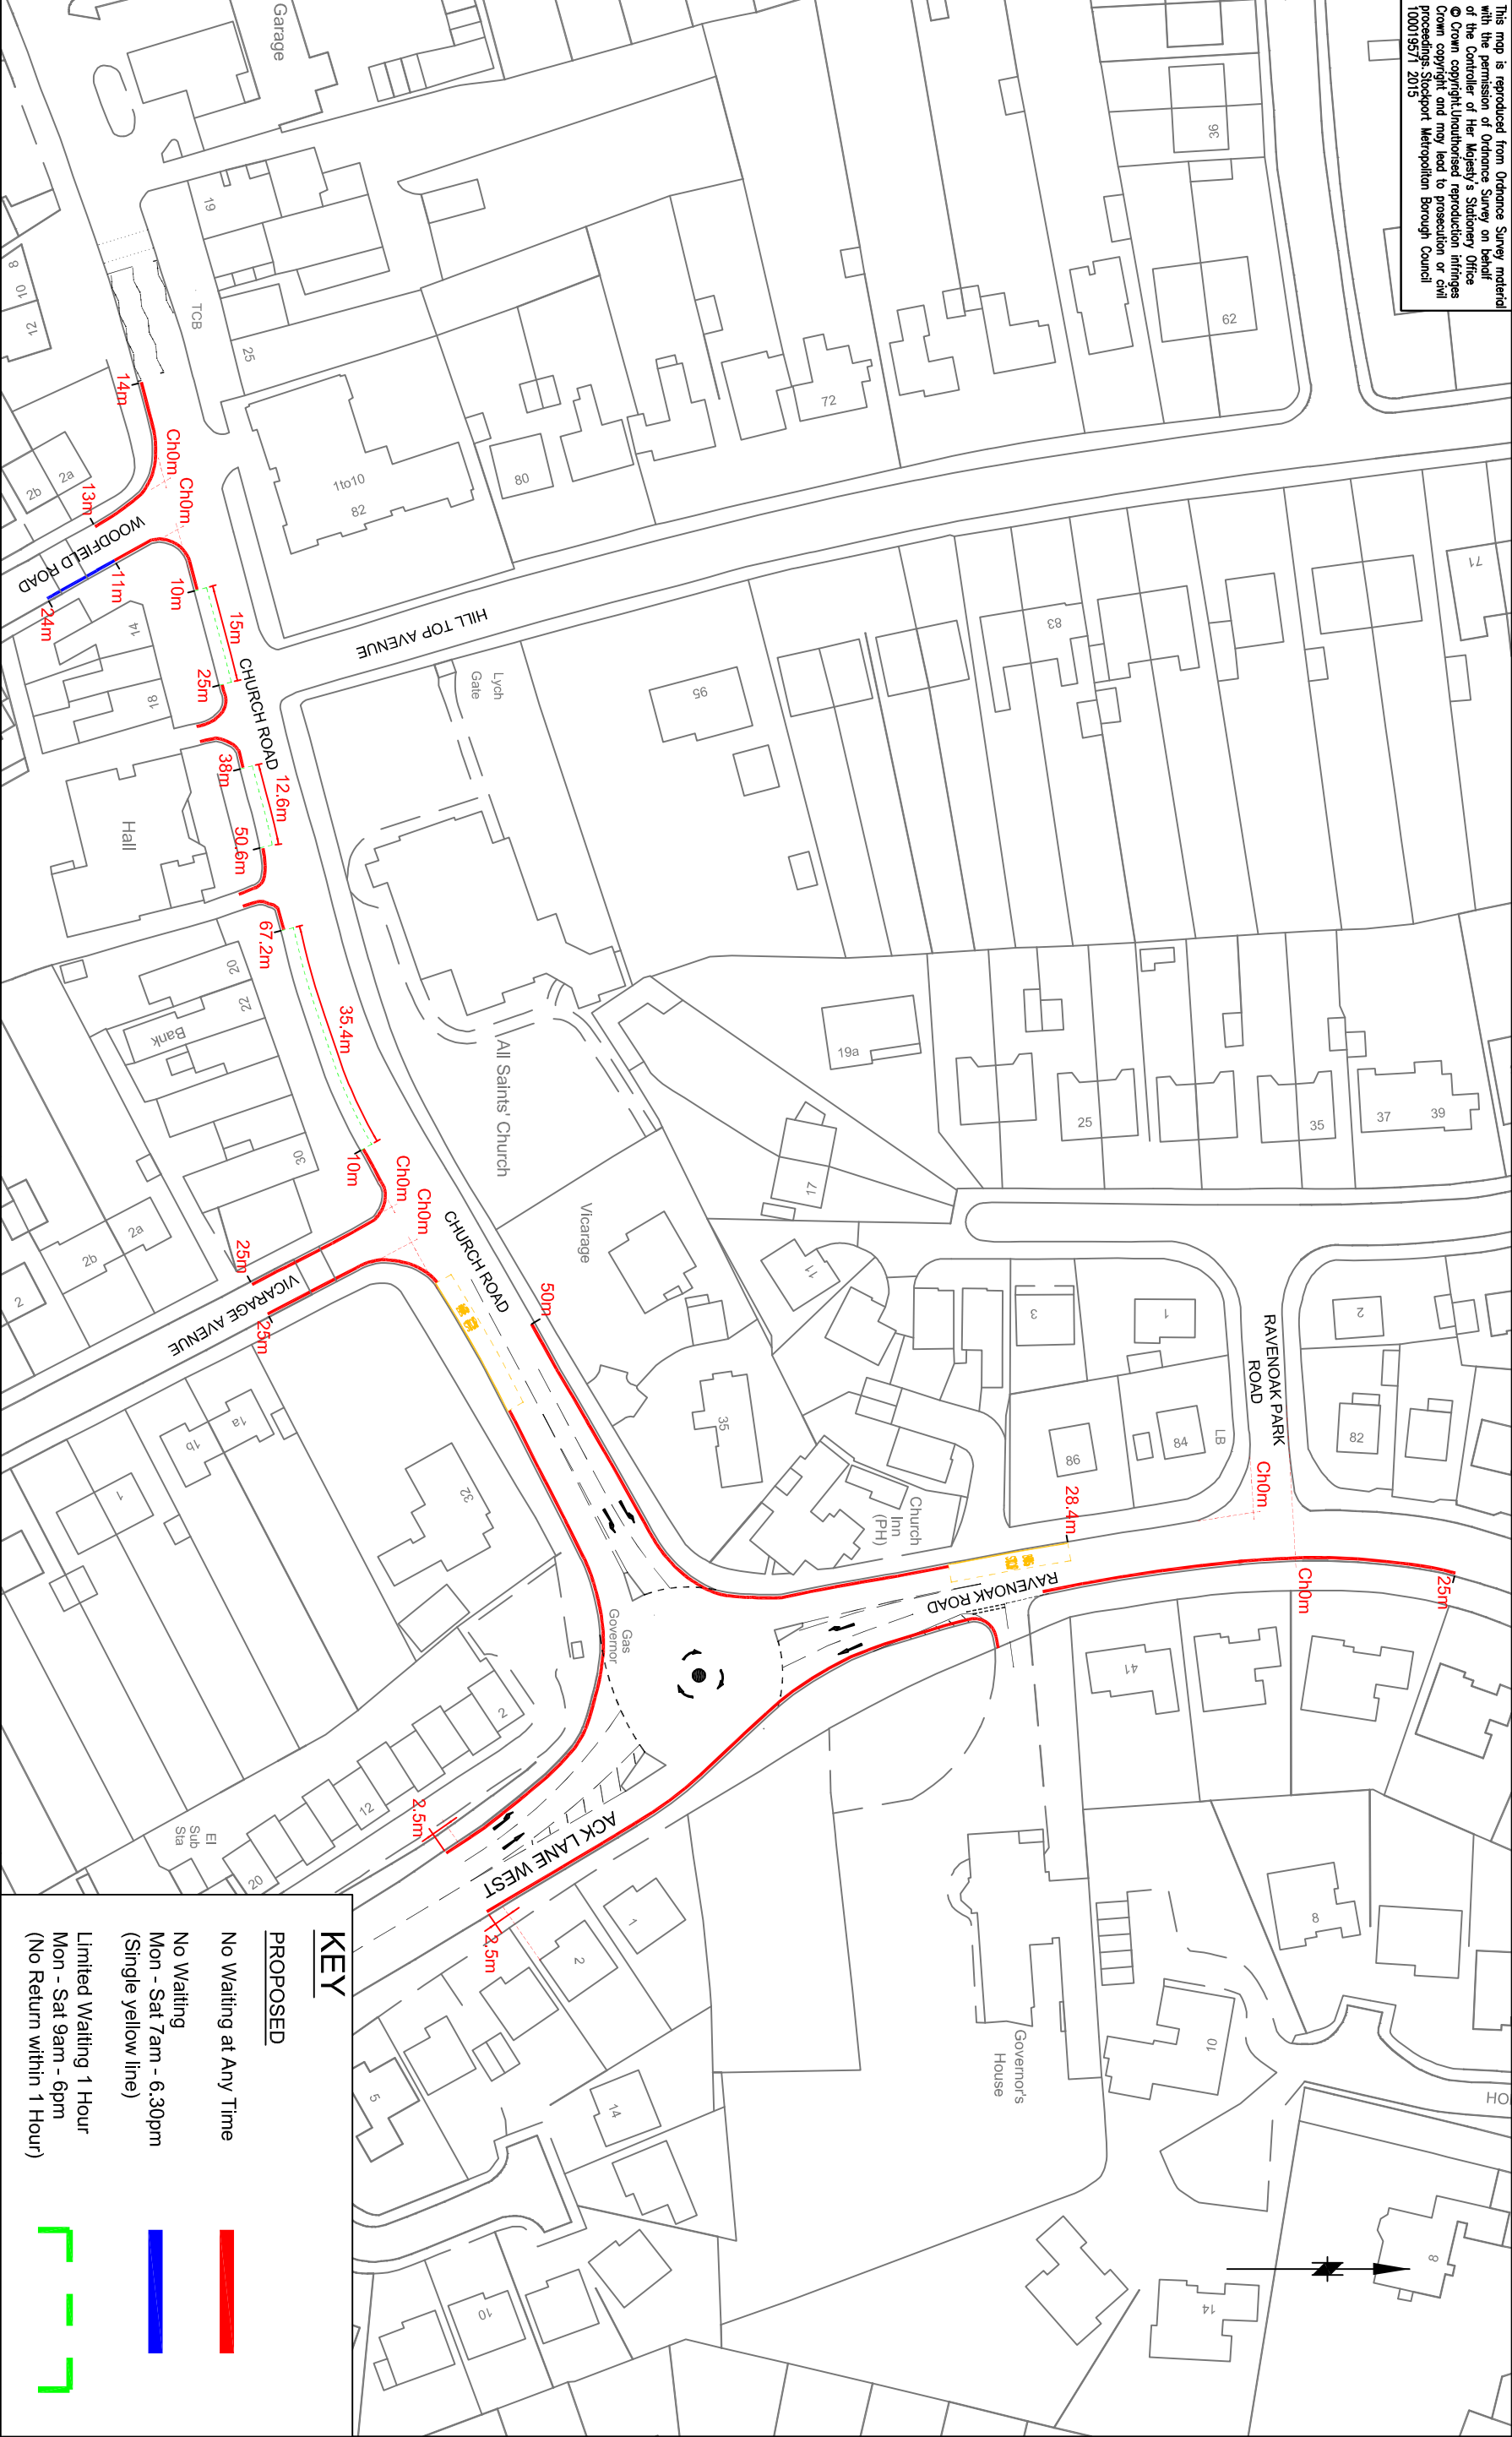 This map is reproduced from Ordnance Survey material
with the permission of Ordnance Survey on behalf
of the Controller of Her Majesty's Stationery Office
© Crown copyright.Unauthorised reproduction infringes
Crown copyright and may lead to prosecution or civil
proceedings. Stockport Metropolitan Borough Council
100019571 2015
Garage
36
62
72
80
1to10
82
19
TCB
25
8
10
12
2a
2b
14m
Ch0m
13m
Ch0m
WOODFIELD ROAD
11m
24m
10m
15m
25m
CHURCH ROAD
HILL TOP AVENUE
14
18
38m
12.6m
50.6m
67.2m
35.4m
Hall
Lych
Gate
95
83
71
20
22
Bank
30
2a
2b
2
All Saints' Church
Vicarage
19a
17
25
35
37
39
10m
Ch0m
Ch0m
25m
VICARAGE AVENUE
25m
CHURCH ROAD
50m
11
3
1
2
RAVENOAK PARK
ROAD
35
86
84
LB
82
Ch0m
28.4m
Church
Inn
(PH)
RAVENOAK ROAD
Ch0m
25m
1a
1b
1
32
Gas
Governor
41
2
12
20
El
Sub
Sta
2.5m
ACK LANE WEST
2.5m
1
2
5
14
10
8
10
Governor's
House
HO
8
14
KEY
PROPOSED
No Waiting at Any Time
No Waiting
Mon - Sat 7am - 6.30pm
(Single yellow line)
Limited Waiting 1 Hour
Mon - Sat 9am - 6pm
(No Return within 1 Hour)